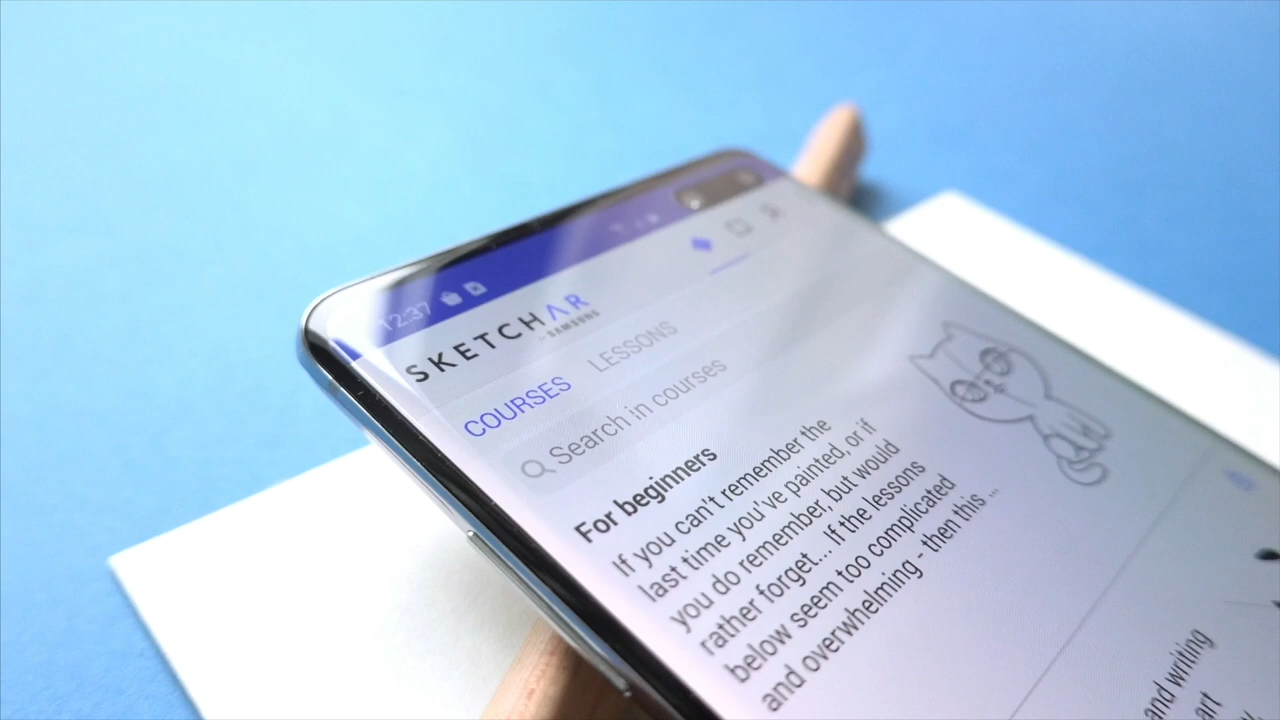 12:37
SKETCHAR
by SAMSUNG
COURSES LESSONS
Search in courses
For beginners
If you can't remember the
last time you've painted, or if
you do remember, but would
rather forget... If the lessons
below seem too complicated
and overwhelming - then this ...
and writing
art